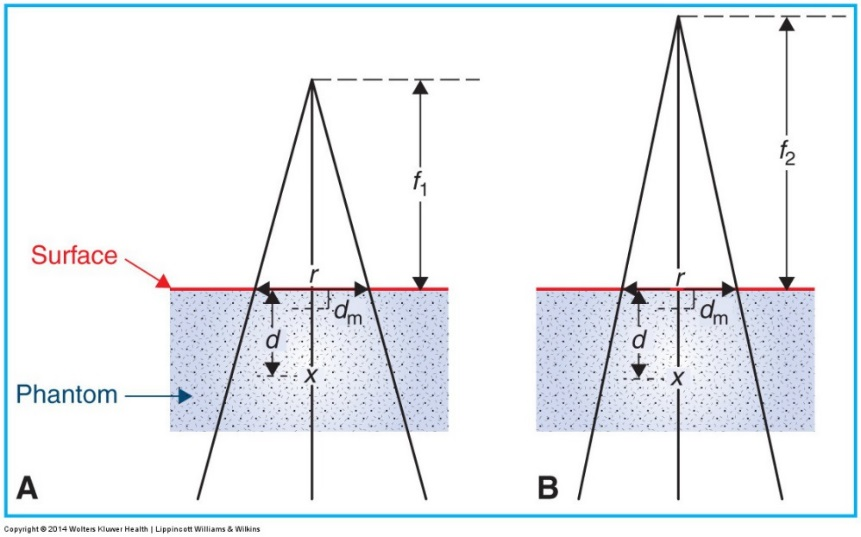 f₁
f₂
Surface
r
dₘ
d
x
Phantom
A
r
dₘ
d
x
B
Copyright © 2014 Wolters Kluwer Health | Lippincott Williams & Wilkins